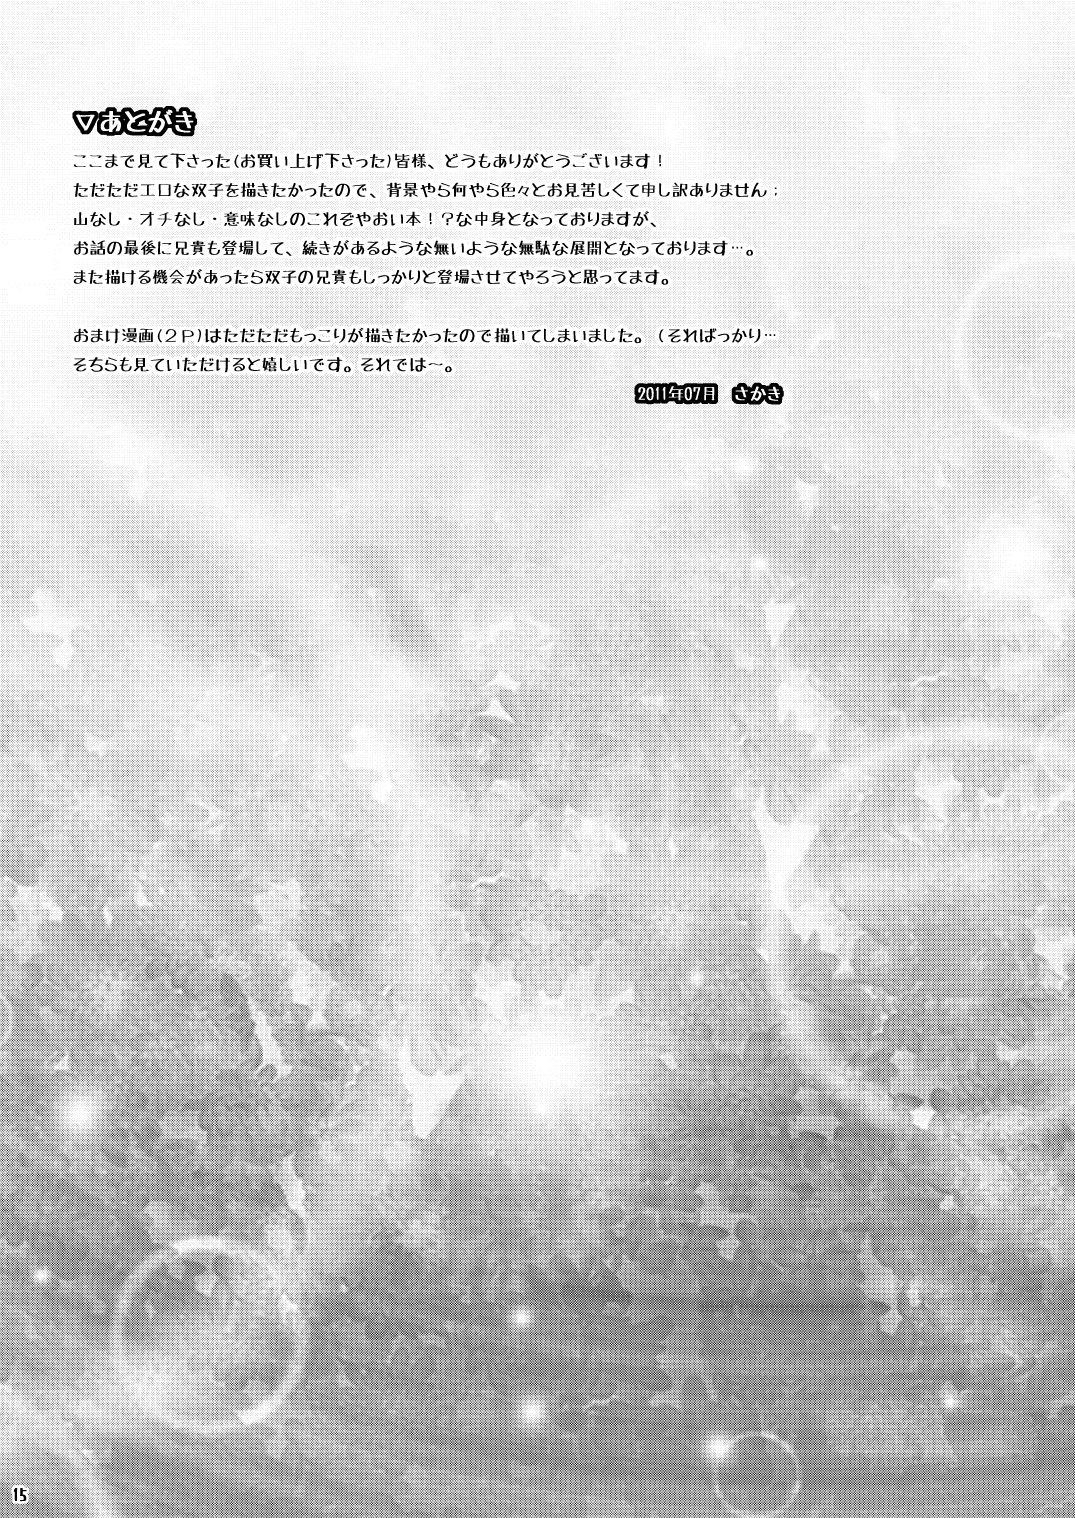 ▽あとがき
ここまで見て下さった(お買い上げ下さった)皆様、どうもありがとうございます！
ただただエロな双子を描きたかったので、背景やら何やら色々とお見苦しくて申し訳ありません；
山なし・オチなし・意味なしのこれぞやおい本！？な中身となっておりますが、
お話の最後に兄貴も登場して、続きがあるような無いような無駄な展開となっております…。
また描ける機会があったら双子の兄貴もしっかりと登場させてやろうと思ってます。
おまけ漫画(２Ｐ)はただただもっこりが描きたかったので描いてしまいました。(そればっかり…
そちらも見ていただけると嬉しいです。それでは～。
2011年07月　さかき
15